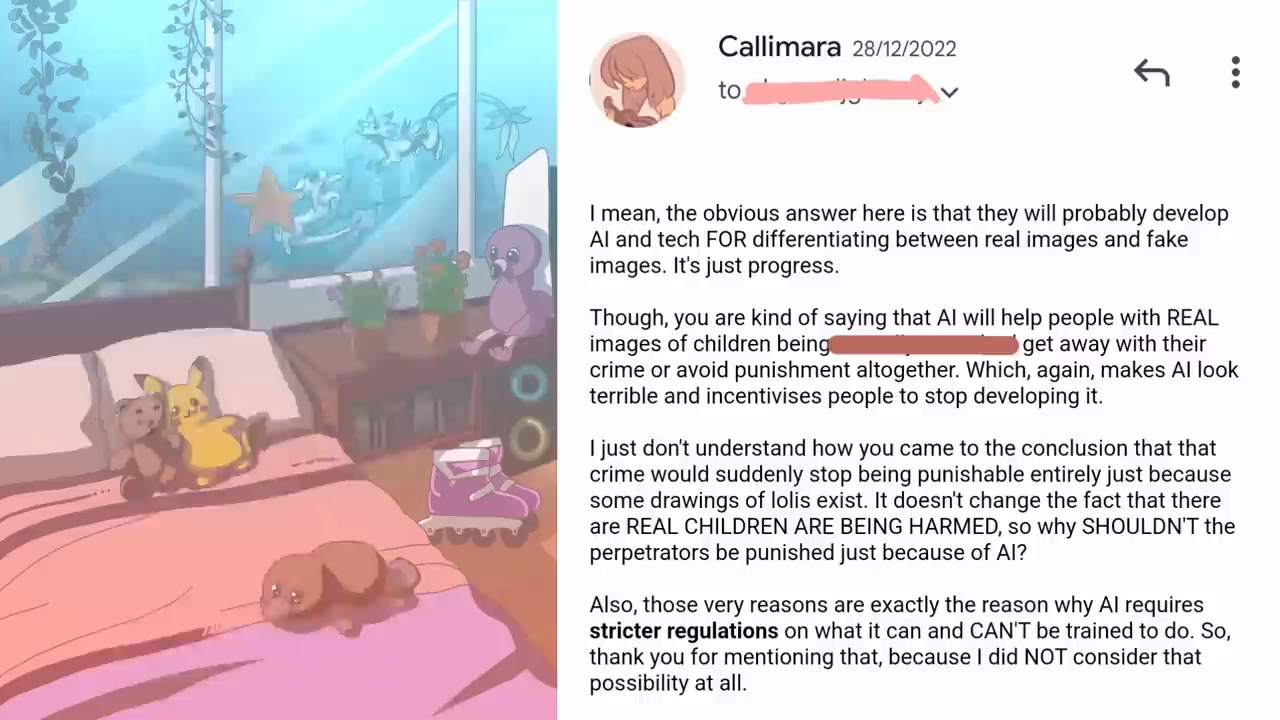 Callimara 28/12/2022
to
I mean, the obvious answer here is that they will probably develop
AI and tech FOR differentiating between real images and fake
images. It's just progress.
Though, you are kind of saying that AI will help people with REAL
images of children being get away with their
crime or avoid punishment altogether. Which, again, makes AI look
terrible and incentivises people to stop developing it.
I just don't understand how you came to the conclusion that that
crime would suddenly stop being punishable entirely just because
some drawings of lolis exist. It doesn't change the fact that there
are REAL CHILDREN ARE BEING HARMED, so why SHOULDN'T the
perpetrators be punished just because of AI?
Also, those very reasons are exactly the reason why AI requires
stricter regulations on what it can and CAN'T be trained to do. So,
thank you for mentioning that, because I did NOT consider that
possibility at all.